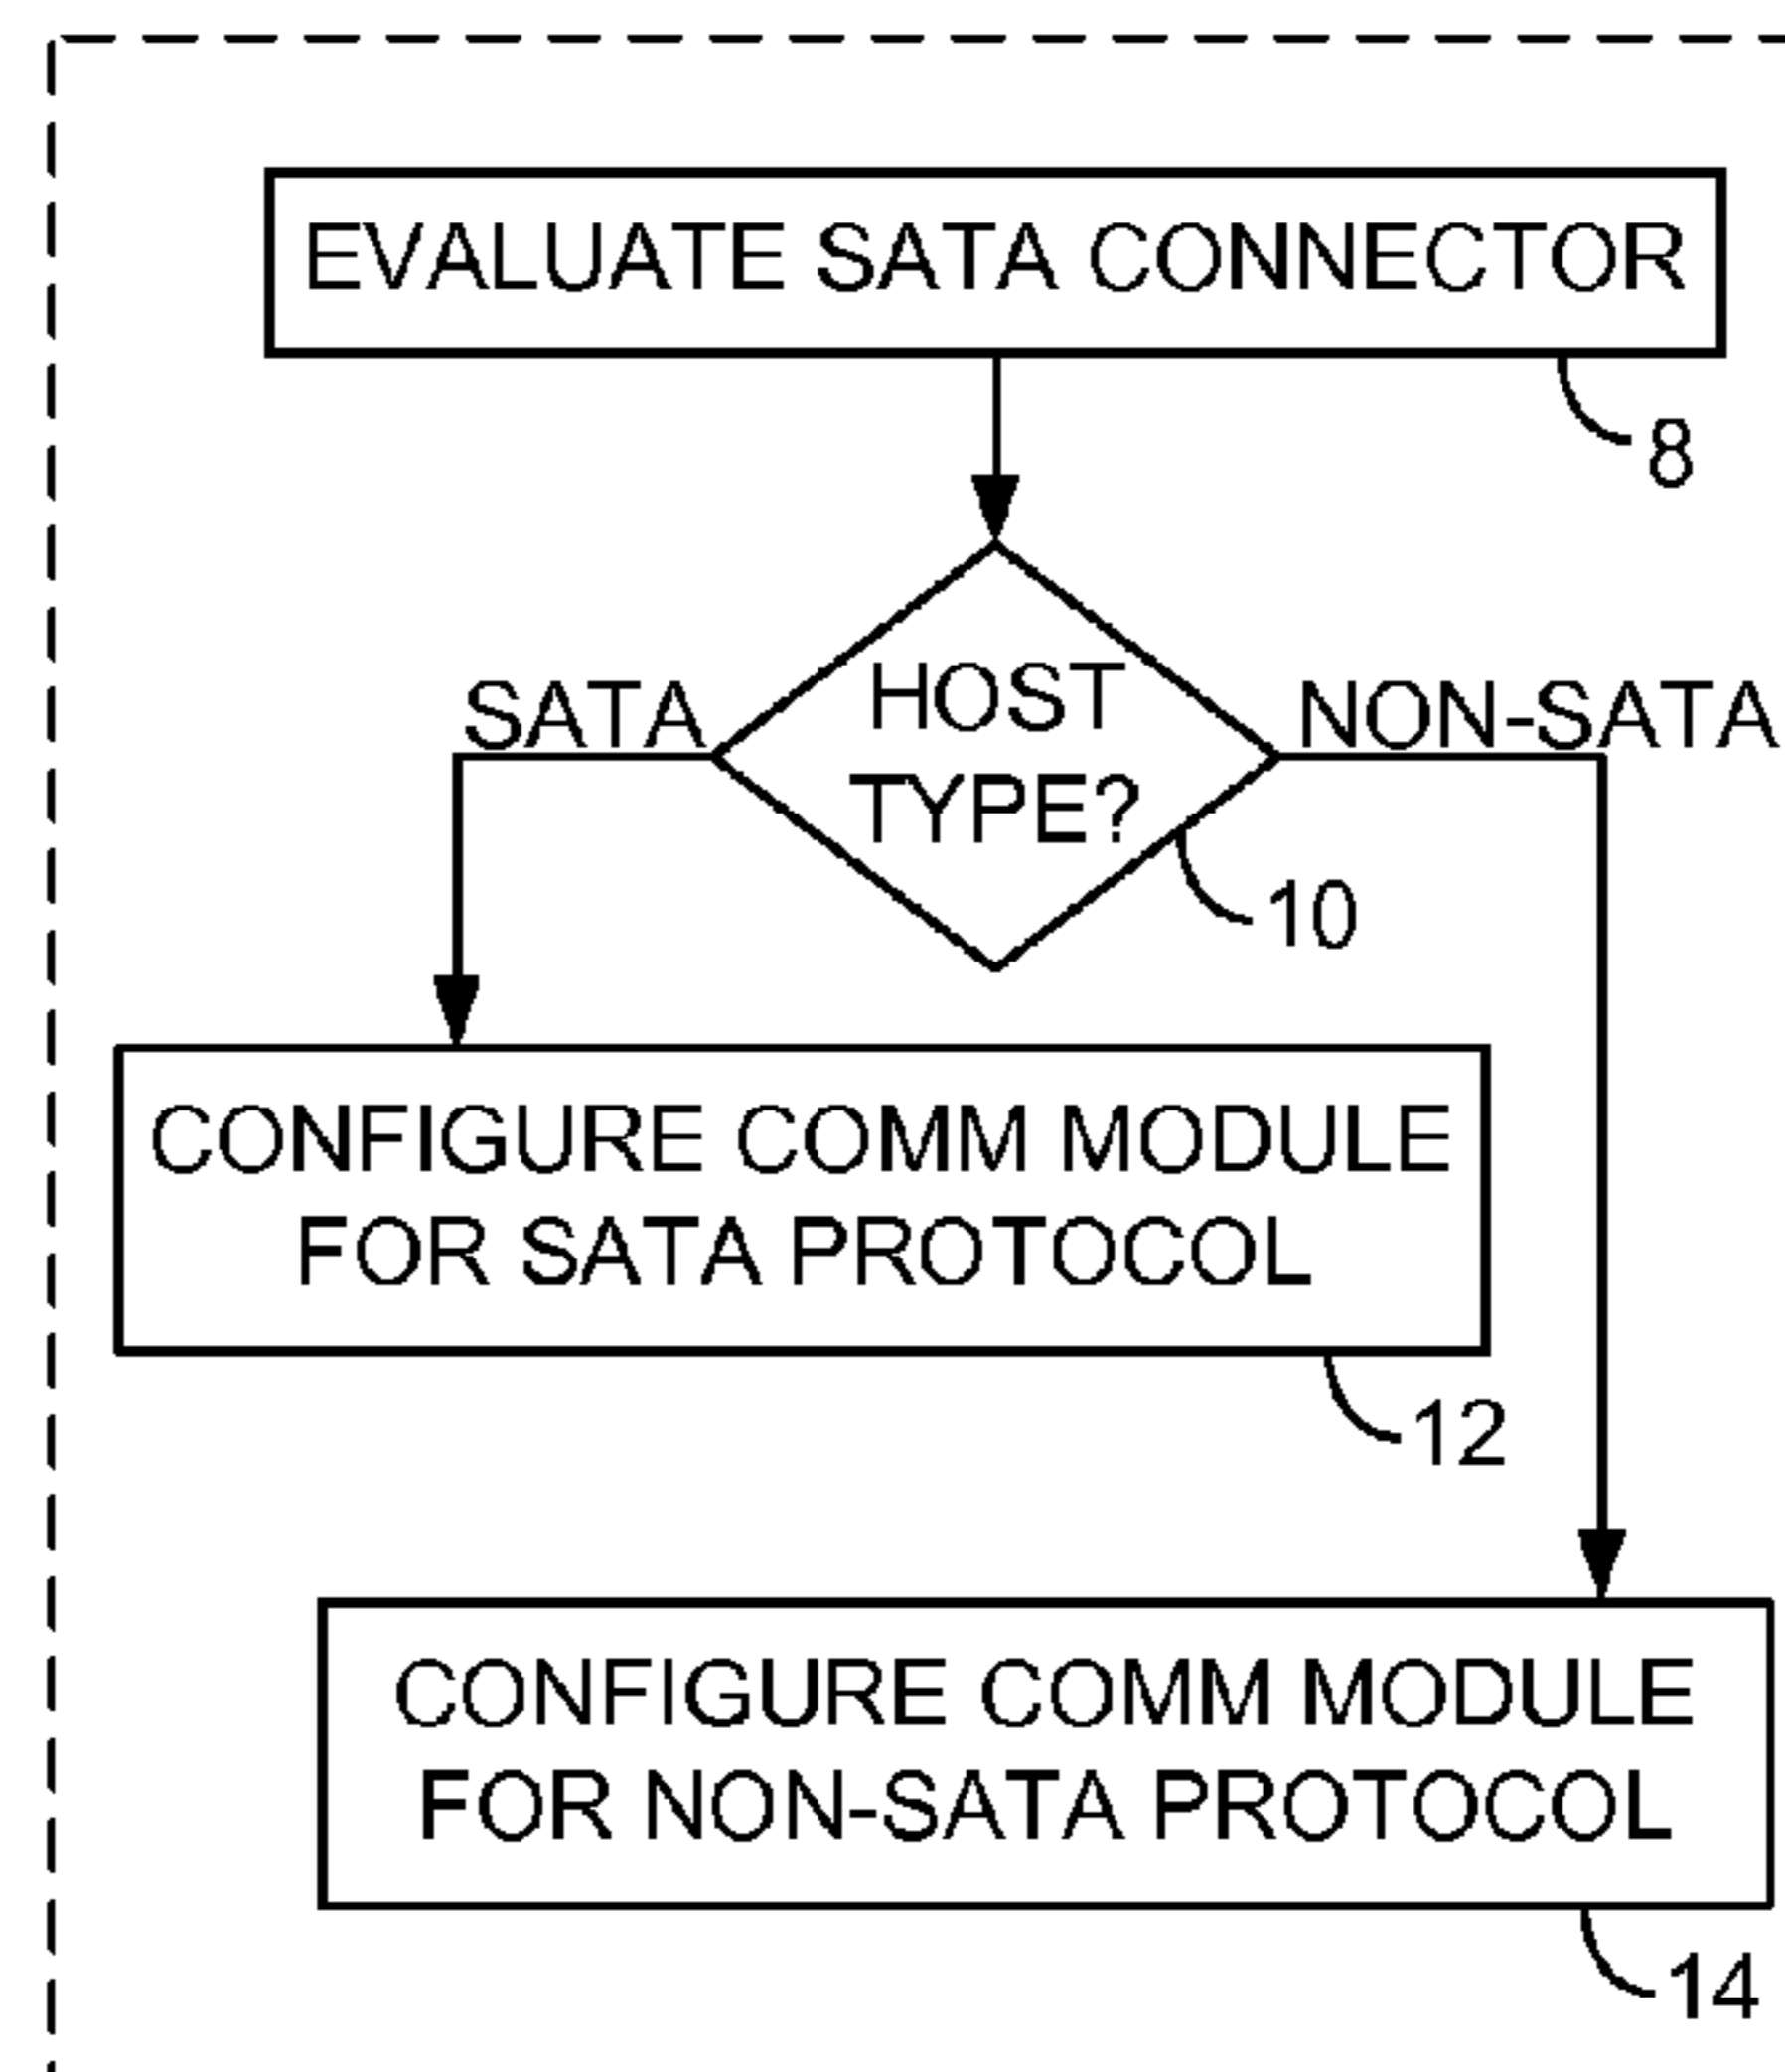 EVALUATE SATA CONNECTOR
8
HOST
TYPE?
SATA
NON-SATA
10
CONFIGURE COMM MODULE
FOR SATA PROTOCOL
12
CONFIGURE COMM MODULE
FOR NON-SATA PROTOCOL
14